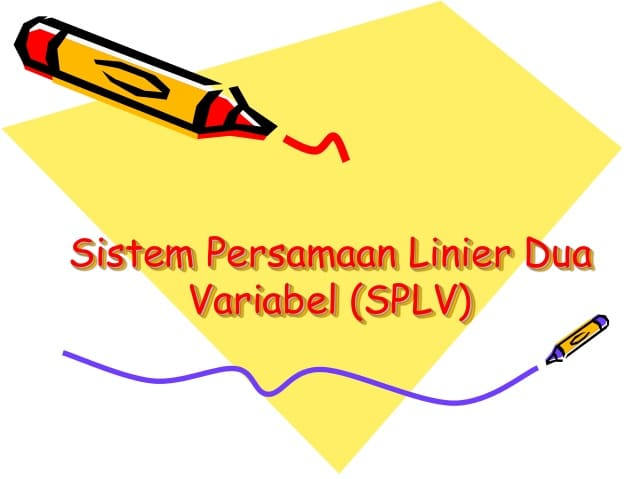 Sistem Persamaan Linier Dua
Variabel (SPLV)